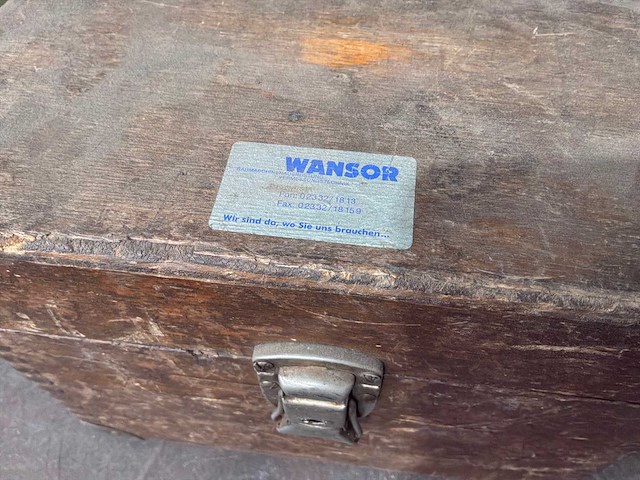 WANSOR
Fon: 02332/1813
Fax: 02332/18159
Wir sind da, wo Sie uns brauchen...